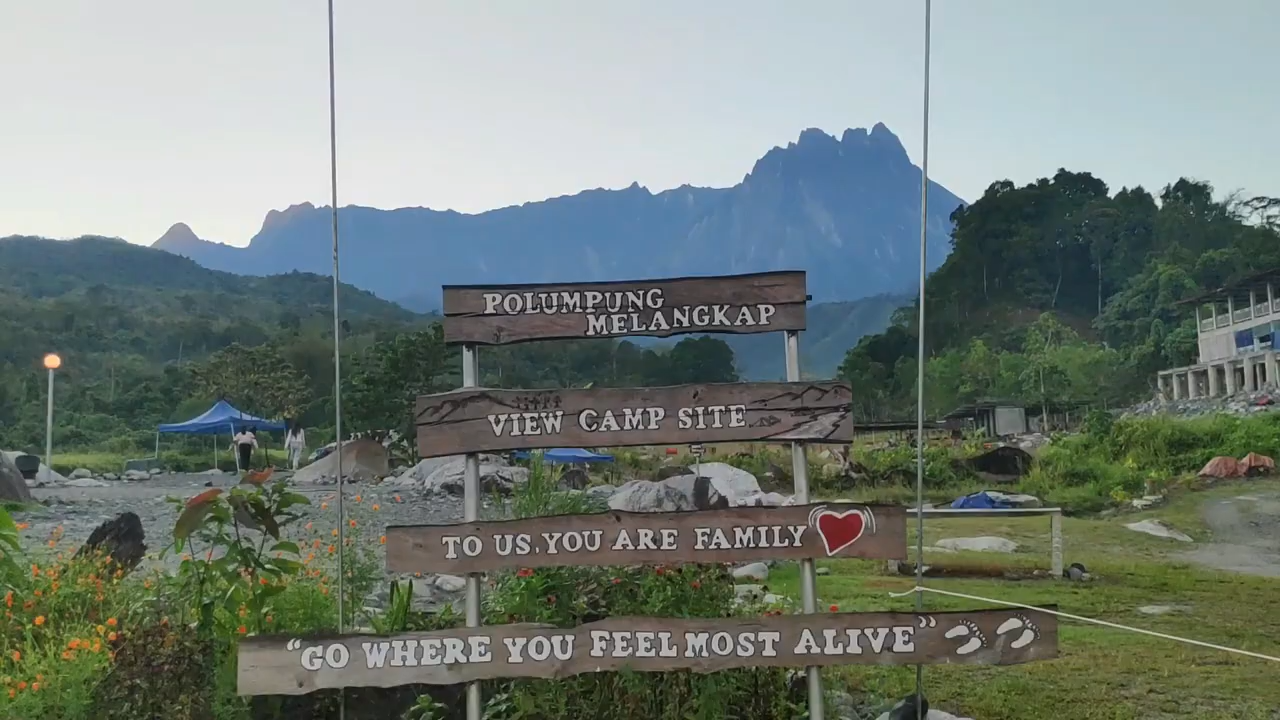 POLUMPUNG
MELANGKAP
VIEW CAMP SITE
TO US, YOU ARE FAMILY
"GO WHERE YOU FEEL MOST ALIVE"